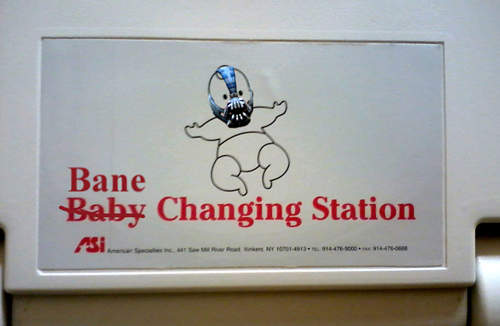 Bane
Baby Changing Station
ASI American Specialties Inc., 441 Saw Mill River Road, Yonkers, NY 10701-4913 • TEL. 914-476-9000 • FAX 914-476-0688